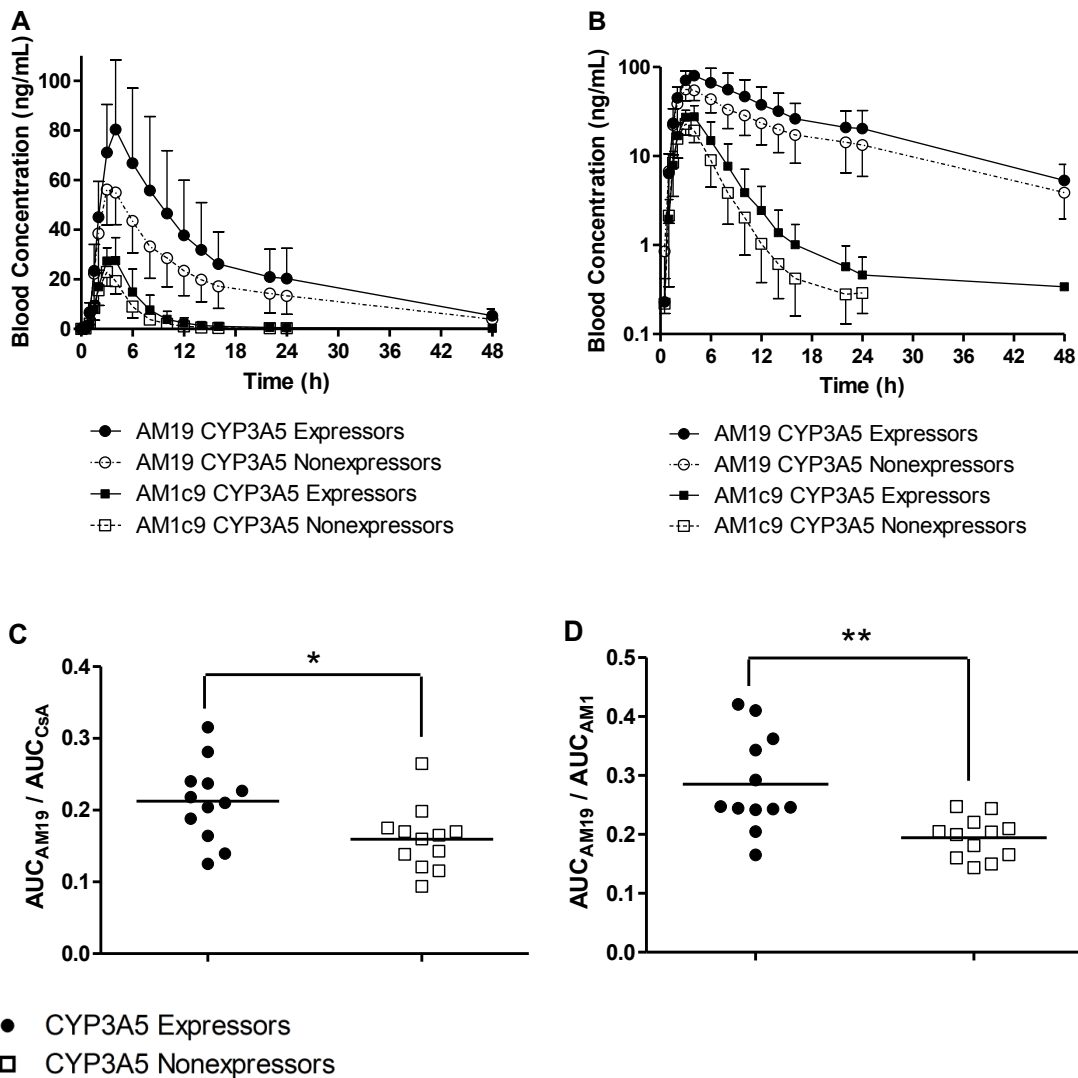 A
Blood Concentration (ng/mL)
100
80
60
40
20
0
0 6 12 18 24 30 36 42 48
Time (h)
AM19 CYP3A5 Expressors
AM19 CYP3A5 Nonexpressors
AM1c9 CYP3A5 Expressors
AM1c9 CYP3A5 Nonexpressors
B
Blood Concentration (ng/mL)
100
10
1
0.1
0 6 12 18 24 30 36 42 48
Time (h)
AM19 CYP3A5 Expressors
AM19 CYP3A5 Nonexpressors
AM1c9 CYP3A5 Expressors
AM1c9 CYP3A5 Nonexpressors
C
AUCAM19 / AUCCsA
0.4
0.3
0.2
0.1
0.0
*
D
AUCAM19 / AUCAM1
0.5
0.4
0.3
0.2
0.1
0.0
**
CYP3A5 Expressors
CYP3A5 Nonexpressors